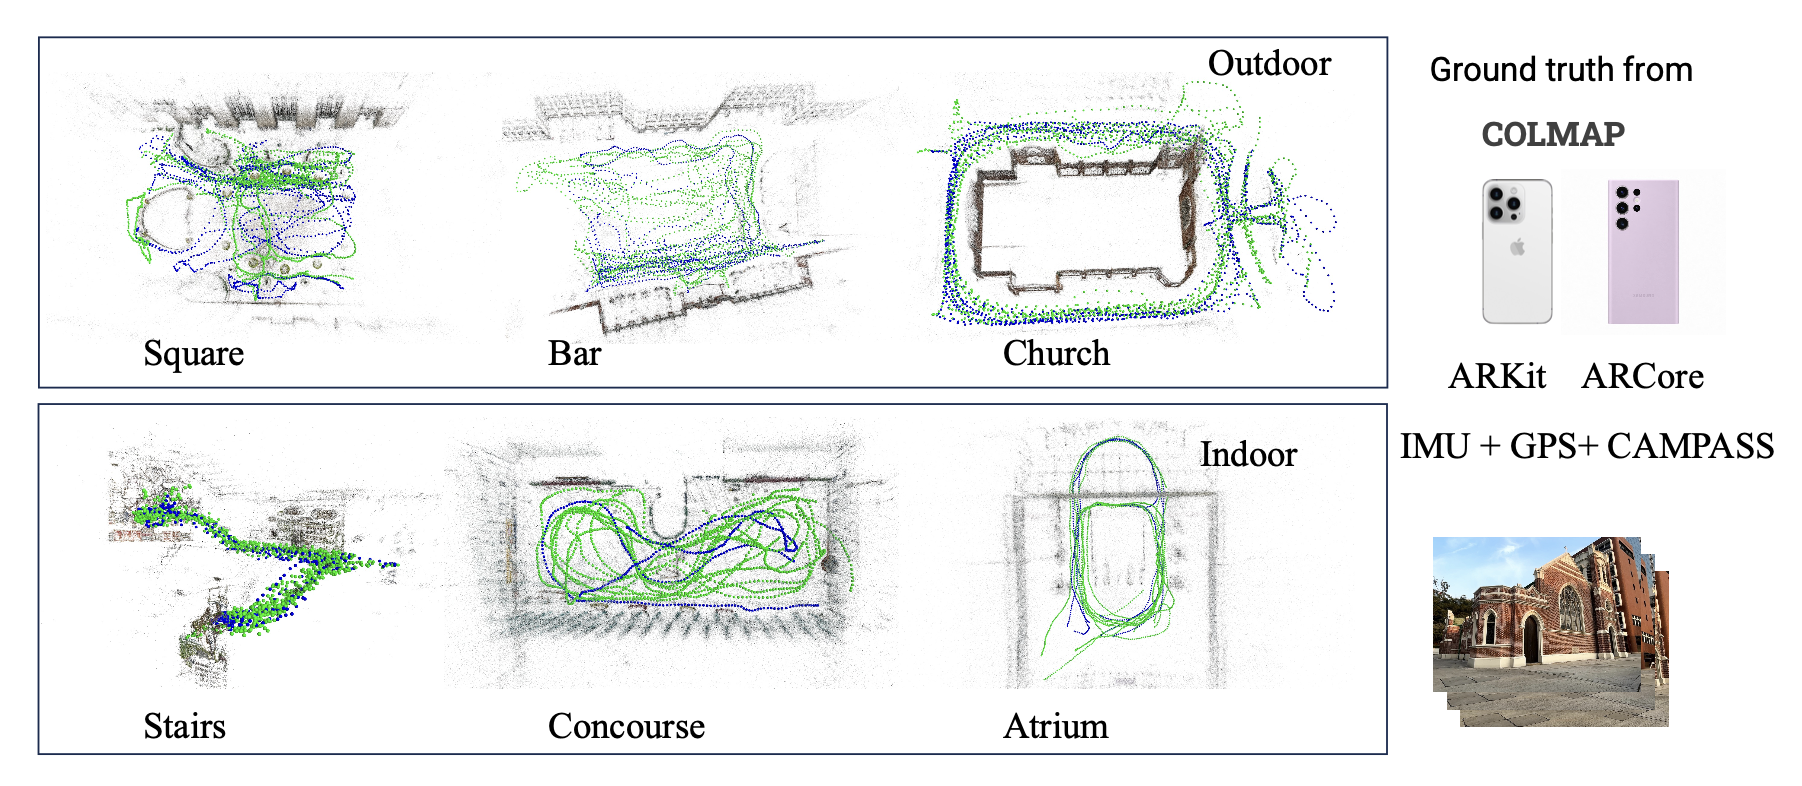 Outdoor
Square
Bar
Church
Indoor
Stairs
Concourse
Atrium
Ground truth from
COLMAP
ARKit
ARCore
IMU + GPS+ CAMPASS